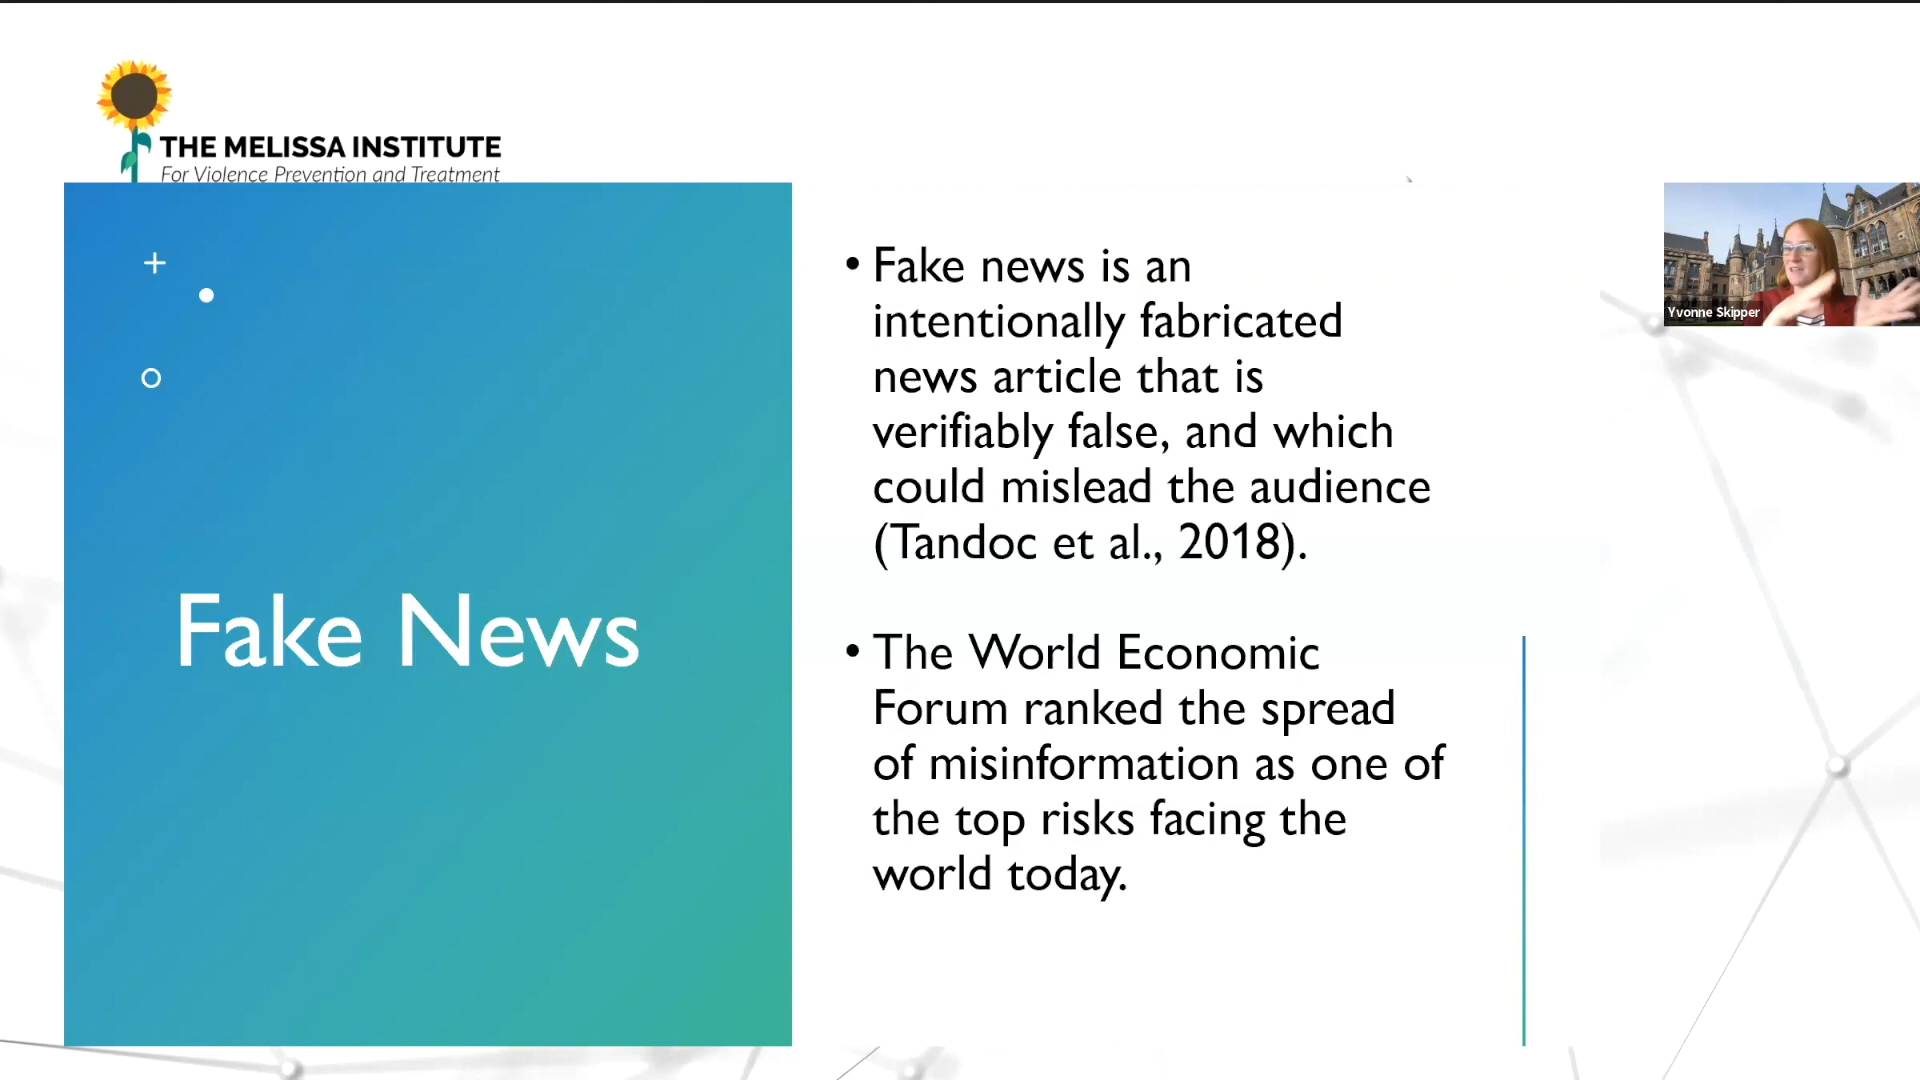 THE MELISSA INSTITUTE
For Violence Prevention and Treatment
Fake News
• Fake news is an
intentionally fabricated
news article that is
verifiably false, and which
could mislead the audience
(Tandoc et al., 2018).
• The World Economic
Forum ranked the spread
of misinformation as one of
the top risks facing the
world today.
Yvonne Skipper